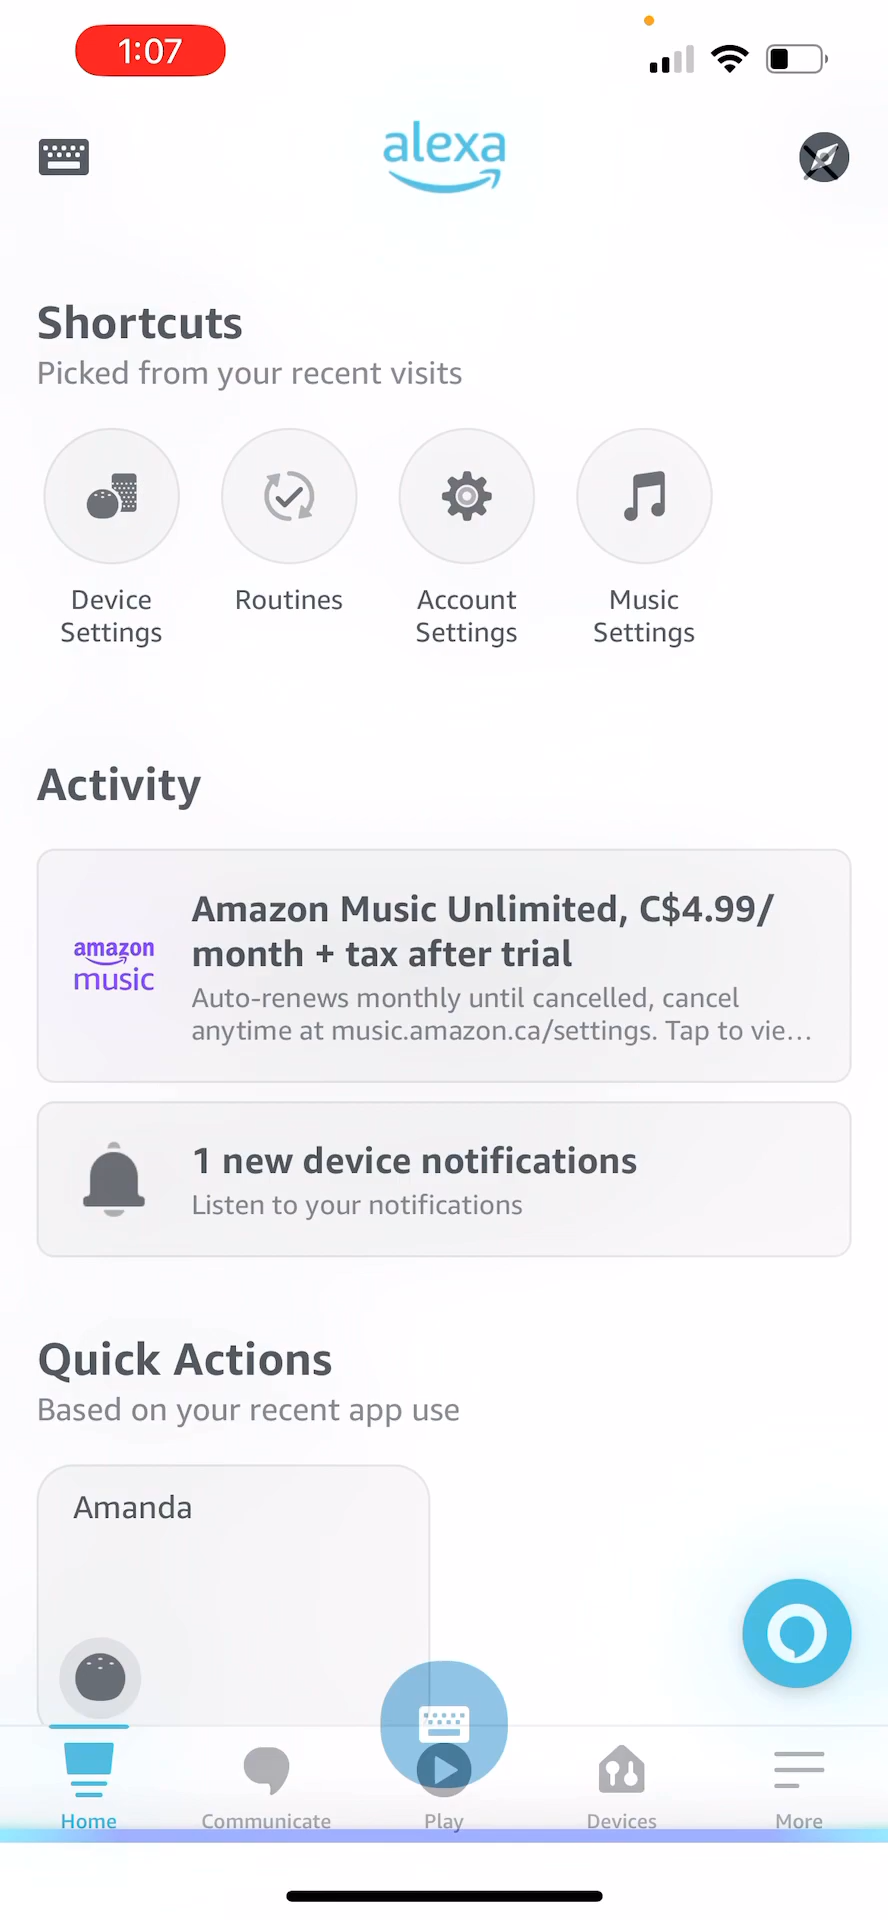 1:07
alexa
Shortcuts
Picked from your recent visits
Device
Settings
Routines
Account
Settings
Music
Settings
Activity
amazon
music
Amazon Music Unlimited, C$4.99/
month + tax after trial
Auto-renews monthly until cancelled, cancel
anytime at music.amazon.ca/settings. Tap to vie...
1 new device notifications
Listen to your notifications
Quick Actions
Based on your recent app use
Amanda
Home
Communicate
Play
Devices
More